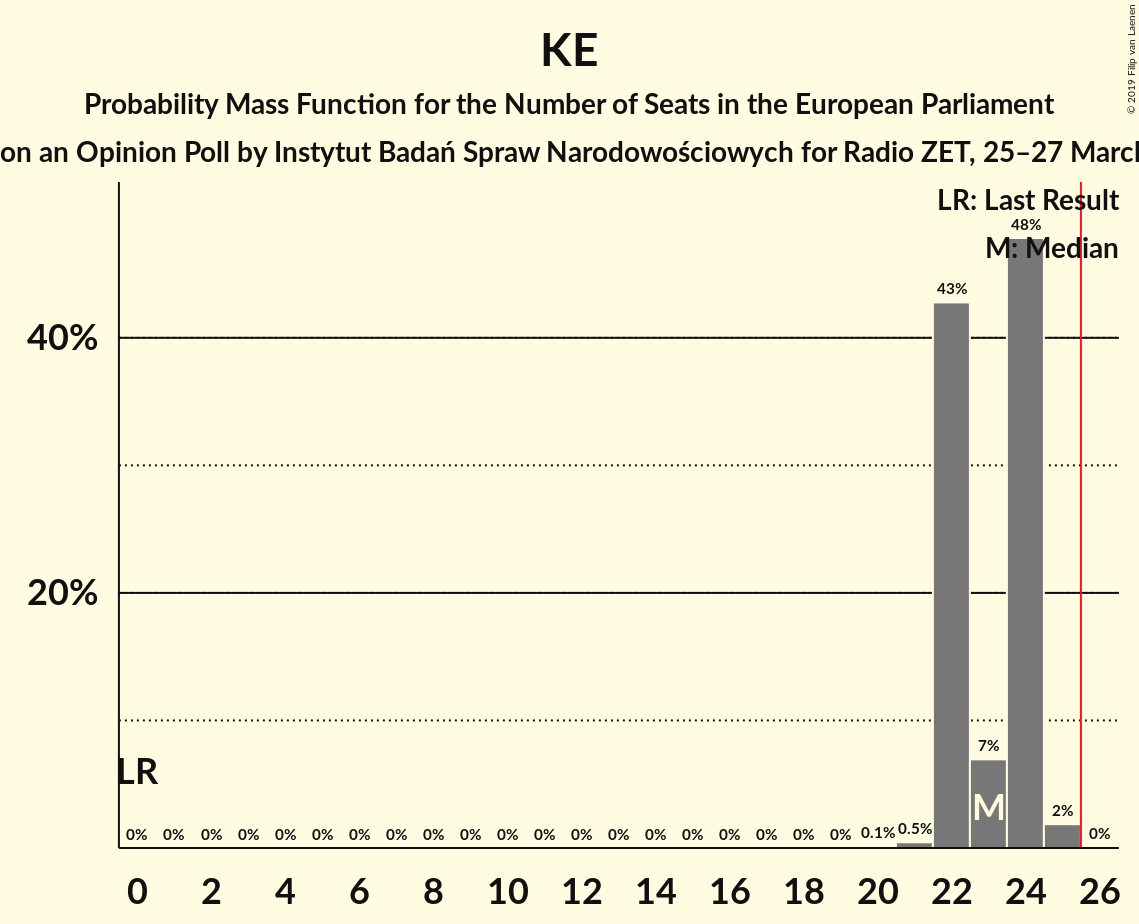 KE
Probability Mass Function for the Number of Seats in the European Parliament
on an Opinion Poll by Instytut Badań Spraw Narodowościowych for Radio ZET, 25–27 March
© 2019 Filip van Laenen
LR: Last Result
M: Median
48%
43%
40%
20%
7%
2%
LR
M
0% 0% 0% 0% 0% 0% 0% 0% 0% 0% 0% 0% 0% 0% 0% 0% 0% 0% 0% 0% 0.1% 0.5% 0%
0 2 4 6 8 10 12 14 16 18 20 22 24 26